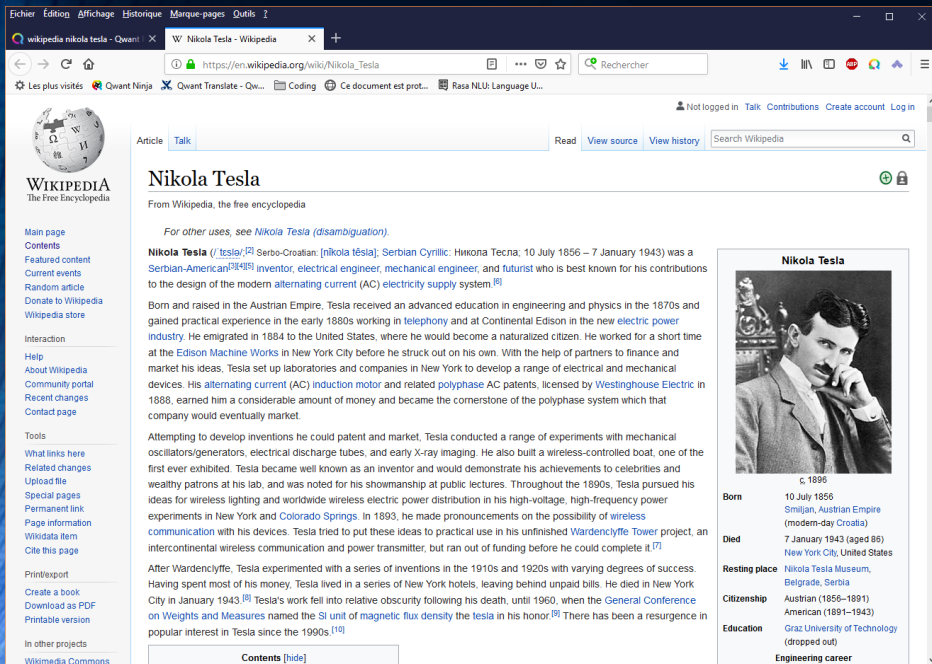 Fichier Édition Affichage Historique Marque-pages Outils ?
wikipedia nikola tesla - Qwant
Nikola Tesla - Wikipedia
https://en.wikipedia.org/wiki/Nikola_Tesla
Rechercher
ABP
Les plus visités Qwant Ninja Qwant Translate - Qw... Coding Ce document est prot... Rasa NLU: Language U...
Not logged in Talk Contributions Create account Log in
Article Talk
Read View source View history
Search Wikipedia
WIKIPEDIA
The Free Encyclopedia
Main page
Contents
Featured content
Current events
Random article
Donate to Wikipedia
Wikipedia store
Interaction
Help
About Wikipedia
Community portal
Recent changes
Contact page
Tools
What links here
Related changes
Upload file
Special pages
Permanent link
Page information
Wikidata item
Cite this page
Print/export
Create a book
Download as PDF
Printable version
In other projects
Wikimedia Commons
Nikola Tesla
From Wikipedia, the free encyclopedia
For other uses, see Nikola Tesla (disambiguation).
Nikola Tesla (/ˈtɛslə/;[2] Serbo-Croatian: [nǐkola têsla]; Serbian Cyrillic: Никола Тесла; 10 July 1856 – 7 January 1943) was a
Serbian-American[3][4][5] inventor, electrical engineer, mechanical engineer, and futurist who is best known for his contributions
to the design of the modern alternating current (AC) electricity supply system.[6]
Born and raised in the Austrian Empire, Tesla received an advanced education in engineering and physics in the 1870s and
gained practical experience in the early 1880s working in telephony and at Continental Edison in the new electric power
industry. He emigrated in 1884 to the United States, where he would become a naturalized citizen. He worked for a short time
at the Edison Machine Works in New York City before he struck out on his own. With the help of partners to finance and
market his ideas, Tesla set up laboratories and companies in New York to develop a range of electrical and mechanical
devices. His alternating current (AC) induction motor and related polyphase AC patents, licensed by Westinghouse Electric in
1888, earned him a considerable amount of money and became the cornerstone of the polyphase system which that
company would eventually market.
Attempting to develop inventions he could patent and market, Tesla conducted a range of experiments with mechanical
oscillators/generators, electrical discharge tubes, and early X-ray imaging. He also built a wireless-controlled boat, one of the
first ever exhibited. Tesla became well known as an inventor and would demonstrate his achievements to celebrities and
wealthy patrons at his lab, and was noted for his showmanship at public lectures. Throughout the 1890s, Tesla pursued his
ideas for wireless lighting and worldwide wireless electric power distribution in his high-voltage, high-frequency power
experiments in New York and Colorado Springs. In 1893, he made pronouncements on the possibility of wireless
communication with his devices. Tesla tried to put these ideas to practical use in his unfinished Wardenclyffe Tower project, an
intercontinental wireless communication and power transmitter, but ran out of funding before he could complete it.[7]
After Wardenclyffe, Tesla experimented with a series of inventions in the 1910s and 1920s with varying degrees of success.
Having spent most of his money, Tesla lived in a series of New York hotels, leaving behind unpaid bills. He died in New York
City in January 1943.[8] Tesla's work fell into relative obscurity following his death, until 1960, when the General Conference
on Weights and Measures named the SI unit of magnetic flux density the tesla in his honor.[9] There has been a resurgence in
popular interest in Tesla since the 1990s.[10]
Contents [hide]
Nikola Tesla
c. 1896
Born 10 July 1856
Smiljan, Austrian Empire
(modern-day Croatia)
Died 7 January 1943 (aged 86)
New York City, United States
Resting place Nikola Tesla Museum,
Belgrade, Serbia
Citizenship Austrian (1856–1891)
American (1891–1943)
Education Graz University of Technology
(dropped out)
Engineering career